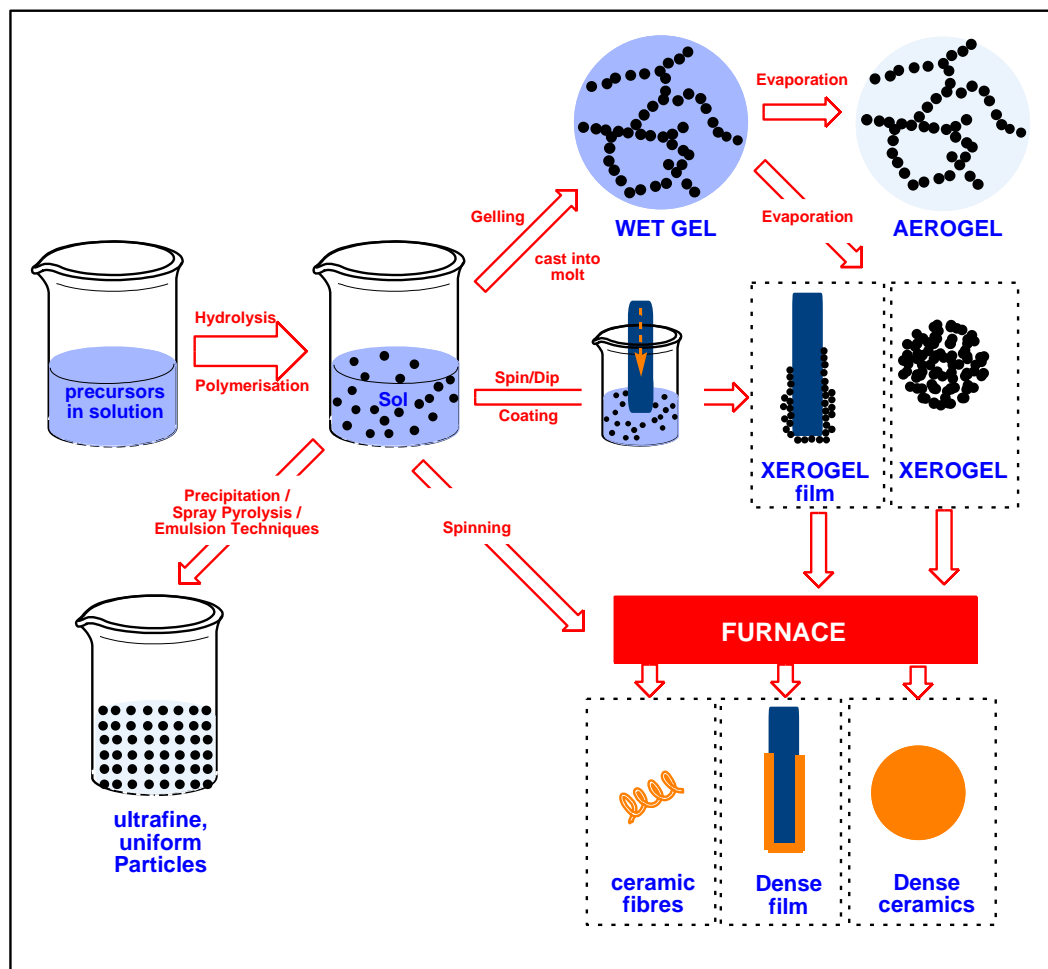 Evaporation
Gelling
WET GEL
Evaporation
AEROGEL
cast into
molt
Hydrolysis
Polymerisation
precursors
in solution
Sol
Spin/Dip
Coating
XEROGEL
film
XEROGEL
Precipitation /
Spray Pyrolysis /
Emulsion Techniques
Spinning
FURNACE
ultrafine,
uniform
Particles
ceramic
fibres
Dense
film
Dense
ceramics